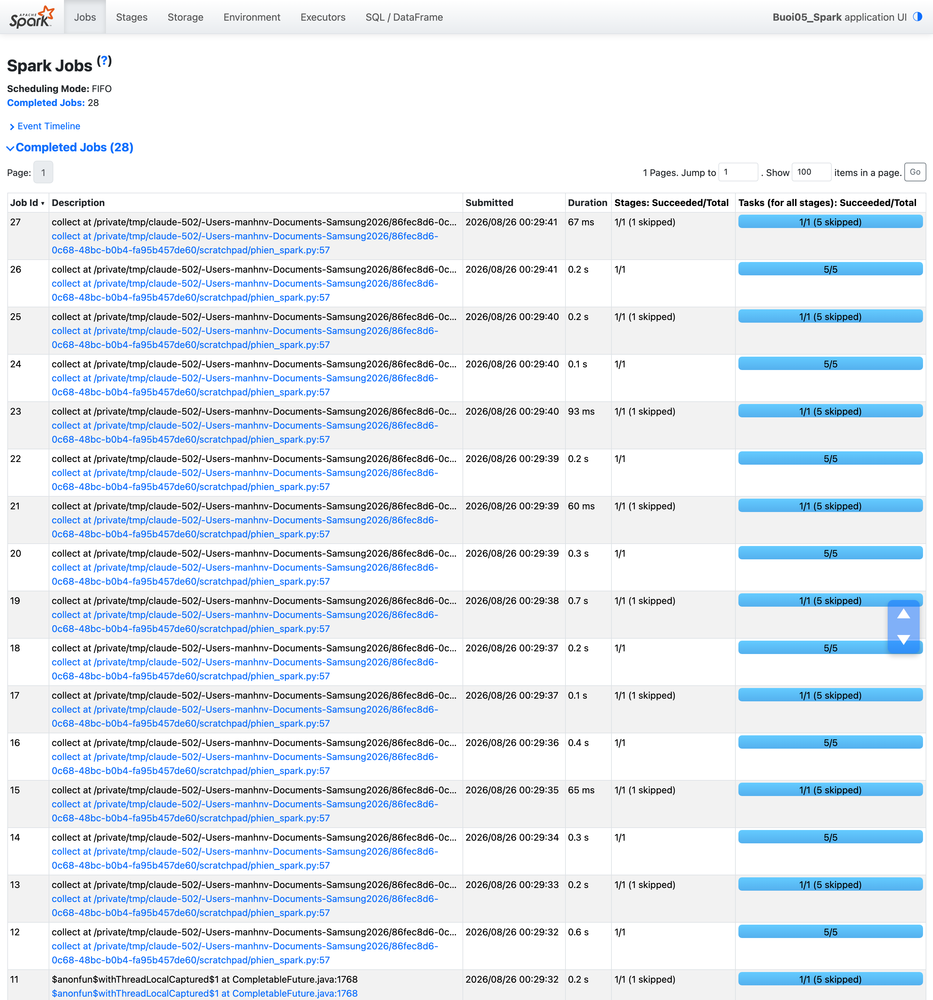 APACHE Spark Jobs Stages Storage Environment Executors SQL / DataFrame Buoi05_Spark application UI
Spark Jobs (?)
Scheduling Mode: FIFO
Completed Jobs: 28
Event Timeline
Completed Jobs (28)
Page: 1 1 Pages. Jump to 1 . Show 100 items in a page. Go
Job Id ▾ Description Submitted Duration Stages: Succeeded/Total Tasks (for all stages): Succeeded/Total
27 collect at /private/tmp/claude-502/-Users-manhnv-Documents-Samsung2026/86fec8d6-0c... 2026/08/26 00:29:41 67 ms 1/1 (1 skipped) 1/1 (5 skipped)
collect at /private/tmp/claude-502/-Users-manhnv-Documents-Samsung2026/86fec8d6-
0c68-48bc-b0b4-fa95b457de60/scratchpad/phien_spark.py:57
26 collect at /private/tmp/claude-502/-Users-manhnv-Documents-Samsung2026/86fec8d6-0c... 2026/08/26 00:29:41 0.2 s 1/1 5/5
collect at /private/tmp/claude-502/-Users-manhnv-Documents-Samsung2026/86fec8d6-
0c68-48bc-b0b4-fa95b457de60/scratchpad/phien_spark.py:57
25 collect at /private/tmp/claude-502/-Users-manhnv-Documents-Samsung2026/86fec8d6-0c... 2026/08/26 00:29:40 0.2 s 1/1 (1 skipped) 1/1 (5 skipped)
collect at /private/tmp/claude-502/-Users-manhnv-Documents-Samsung2026/86fec8d6-
0c68-48bc-b0b4-fa95b457de60/scratchpad/phien_spark.py:57
24 collect at /private/tmp/claude-502/-Users-manhnv-Documents-Samsung2026/86fec8d6-0c... 2026/08/26 00:29:40 0.1 s 1/1 5/5
collect at /private/tmp/claude-502/-Users-manhnv-Documents-Samsung2026/86fec8d6-
0c68-48bc-b0b4-fa95b457de60/scratchpad/phien_spark.py:57
23 collect at /private/tmp/claude-502/-Users-manhnv-Documents-Samsung2026/86fec8d6-0c... 2026/08/26 00:29:40 93 ms 1/1 (1 skipped) 1/1 (5 skipped)
collect at /private/tmp/claude-502/-Users-manhnv-Documents-Samsung2026/86fec8d6-
0c68-48bc-b0b4-fa95b457de60/scratchpad/phien_spark.py:57
22 collect at /private/tmp/claude-502/-Users-manhnv-Documents-Samsung2026/86fec8d6-0c... 2026/08/26 00:29:39 0.2 s 1/1 5/5
collect at /private/tmp/claude-502/-Users-manhnv-Documents-Samsung2026/86fec8d6-
0c68-48bc-b0b4-fa95b457de60/scratchpad/phien_spark.py:57
21 collect at /private/tmp/claude-502/-Users-manhnv-Documents-Samsung2026/86fec8d6-0c... 2026/08/26 00:29:39 60 ms 1/1 (1 skipped) 1/1 (5 skipped)
collect at /private/tmp/claude-502/-Users-manhnv-Documents-Samsung2026/86fec8d6-
0c68-48bc-b0b4-fa95b457de60/scratchpad/phien_spark.py:57
20 collect at /private/tmp/claude-502/-Users-manhnv-Documents-Samsung2026/86fec8d6-0c... 2026/08/26 00:29:39 0.3 s 1/1 5/5
collect at /private/tmp/claude-502/-Users-manhnv-Documents-Samsung2026/86fec8d6-
0c68-48bc-b0b4-fa95b457de60/scratchpad/phien_spark.py:57
19 collect at /private/tmp/claude-502/-Users-manhnv-Documents-Samsung2026/86fec8d6-0c... 2026/08/26 00:29:38 0.7 s 1/1 (1 skipped) 1/1 (5 skipped)
collect at /private/tmp/claude-502/-Users-manhnv-Documents-Samsung2026/86fec8d6-
0c68-48bc-b0b4-fa95b457de60/scratchpad/phien_spark.py:57
18 collect at /private/tmp/claude-502/-Users-manhnv-Documents-Samsung2026/86fec8d6-0c... 2026/08/26 00:29:37 0.2 s 1/1 5/5
collect at /private/tmp/claude-502/-Users-manhnv-Documents-Samsung2026/86fec8d6-
0c68-48bc-b0b4-fa95b457de60/scratchpad/phien_spark.py:57
17 collect at /private/tmp/claude-502/-Users-manhnv-Documents-Samsung2026/86fec8d6-0c... 2026/08/26 00:29:37 0.1 s 1/1 (1 skipped) 1/1 (5 skipped)
collect at /private/tmp/claude-502/-Users-manhnv-Documents-Samsung2026/86fec8d6-
0c68-48bc-b0b4-fa95b457de60/scratchpad/phien_spark.py:57
16 collect at /private/tmp/claude-502/-Users-manhnv-Documents-Samsung2026/86fec8d6-0c... 2026/08/26 00:29:36 0.4 s 1/1 5/5
collect at /private/tmp/claude-502/-Users-manhnv-Documents-Samsung2026/86fec8d6-
0c68-48bc-b0b4-fa95b457de60/scratchpad/phien_spark.py:57
15 collect at /private/tmp/claude-502/-Users-manhnv-Documents-Samsung2026/86fec8d6-0c... 2026/08/26 00:29:35 65 ms 1/1 (1 skipped) 1/1 (5 skipped)
collect at /private/tmp/claude-502/-Users-manhnv-Documents-Samsung2026/86fec8d6-
0c68-48bc-b0b4-fa95b457de60/scratchpad/phien_spark.py:57
14 collect at /private/tmp/claude-502/-Users-manhnv-Documents-Samsung2026/86fec8d6-0c... 2026/08/26 00:29:34 0.3 s 1/1 5/5
collect at /private/tmp/claude-502/-Users-manhnv-Documents-Samsung2026/86fec8d6-
0c68-48bc-b0b4-fa95b457de60/scratchpad/phien_spark.py:57
13 collect at /private/tmp/claude-502/-Users-manhnv-Documents-Samsung2026/86fec8d6-0c... 2026/08/26 00:29:33 0.2 s 1/1 (1 skipped) 1/1 (5 skipped)
collect at /private/tmp/claude-502/-Users-manhnv-Documents-Samsung2026/86fec8d6-
0c68-48bc-b0b4-fa95b457de60/scratchpad/phien_spark.py:57
12 collect at /private/tmp/claude-502/-Users-manhnv-Documents-Samsung2026/86fec8d6-0c... 2026/08/26 00:29:32 0.6 s 1/1 5/5
collect at /private/tmp/claude-502/-Users-manhnv-Documents-Samsung2026/86fec8d6-
0c68-48bc-b0b4-fa95b457de60/scratchpad/phien_spark.py:57
11 $anonfun$withThreadLocalCaptured$1 at CompletableFuture.java:1768 2026/08/26 00:29:32 0.2 s 1/1 (1 skipped) 1/1 (5 skipped)
$anonfun$withThreadLocalCaptured$1 at CompletableFuture.java:1768